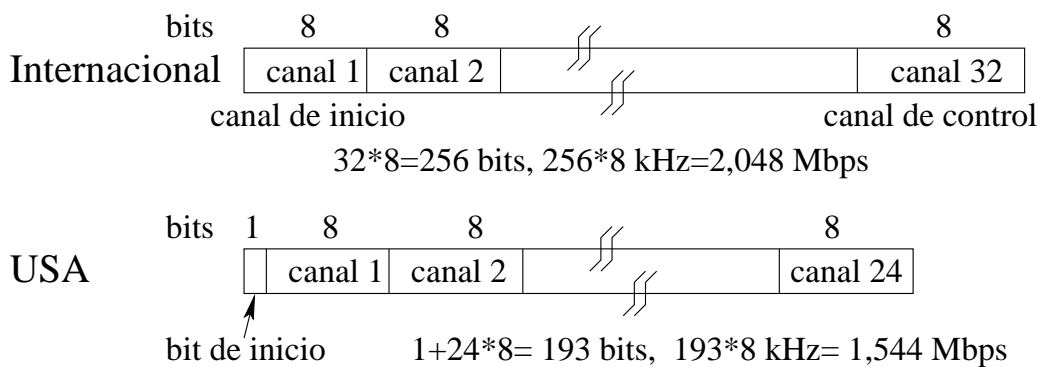 bits 8 8 8
Internacional canal 1 canal 2 canal 32
canal de inicio canal de control
32*8=256 bits, 256*8 kHz=2,048 Mbps
bits 1 8 8 8
USA canal 1 canal 2 canal 24
bit de inicio 1+24*8= 193 bits, 193*8 kHz= 1,544 Mbps